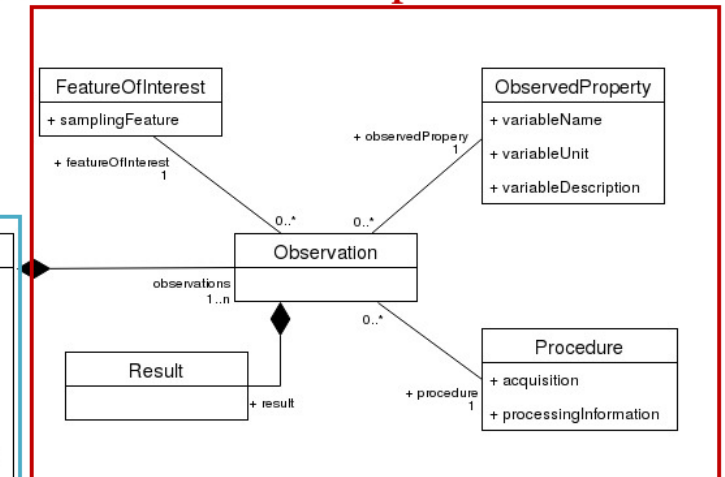 FeatureOfInterest
+ samplingFeature
ObservedProperty
+ variableName
+ variableUnit
+ variableDescription
+ observedPropery
1
+ featureOfInterest
1
0..*
0..*
Observation
observations
1..n
0..*
Result
+ result
Procedure
+ acquisition
+ processingInformation
+ procedure
1